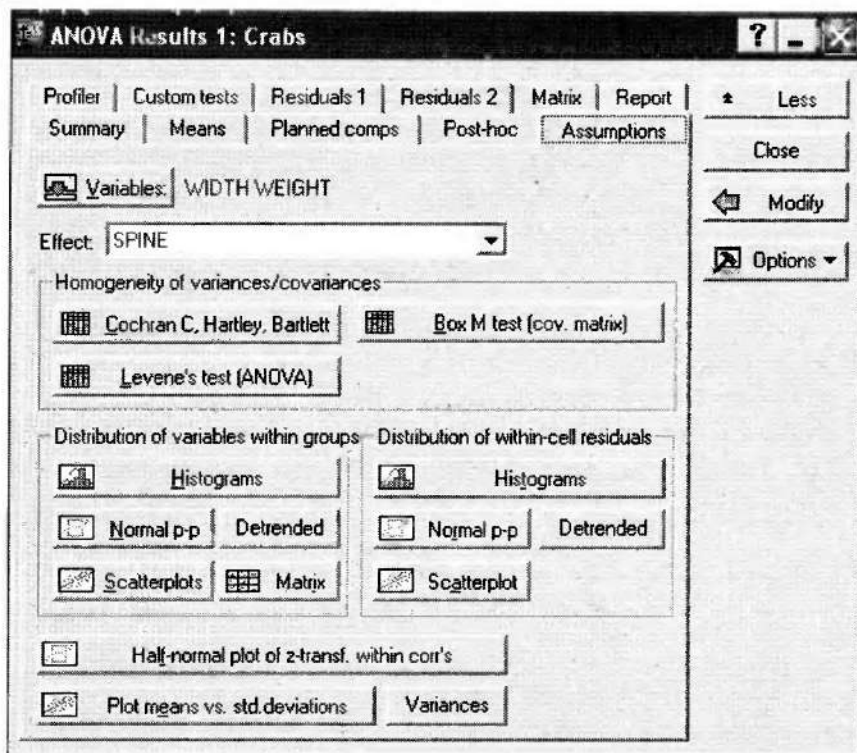 ANOVA Results 1: Crabs
? _ X
Profiler Custom tests Residuals 1 Residuals 2 Matrix Report
Summary Means Planned comps Post-hoc Assumptions
Less
Close
Modify
Options
Variables: WIDTH WEIGHT
Effect: SPINE
Homogeneity of variances/covariances
Cochran C, Hartley, Bartlett Box M test (cov. matrix)
Levene's test (ANOVA)
Distribution of variables within groups Distribution of within-cell residuals
Histograms Histograms
Normal p-p Detrended Normal p-p Detrended
Scatterplots Matrix Scatterplot
Half-normal plot of z-transf. within corr's
Plot means vs. std.deviations Variances